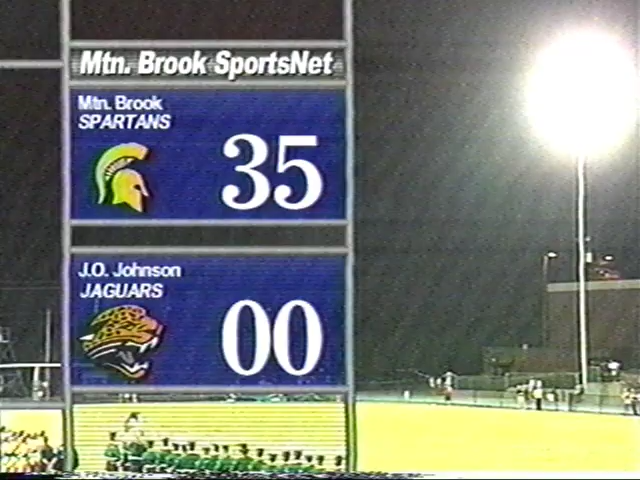 Mtn. Brook SportsNet
Mtn. Brook
SPARTANS
35
J.O. Johnson
JAGUARS
00